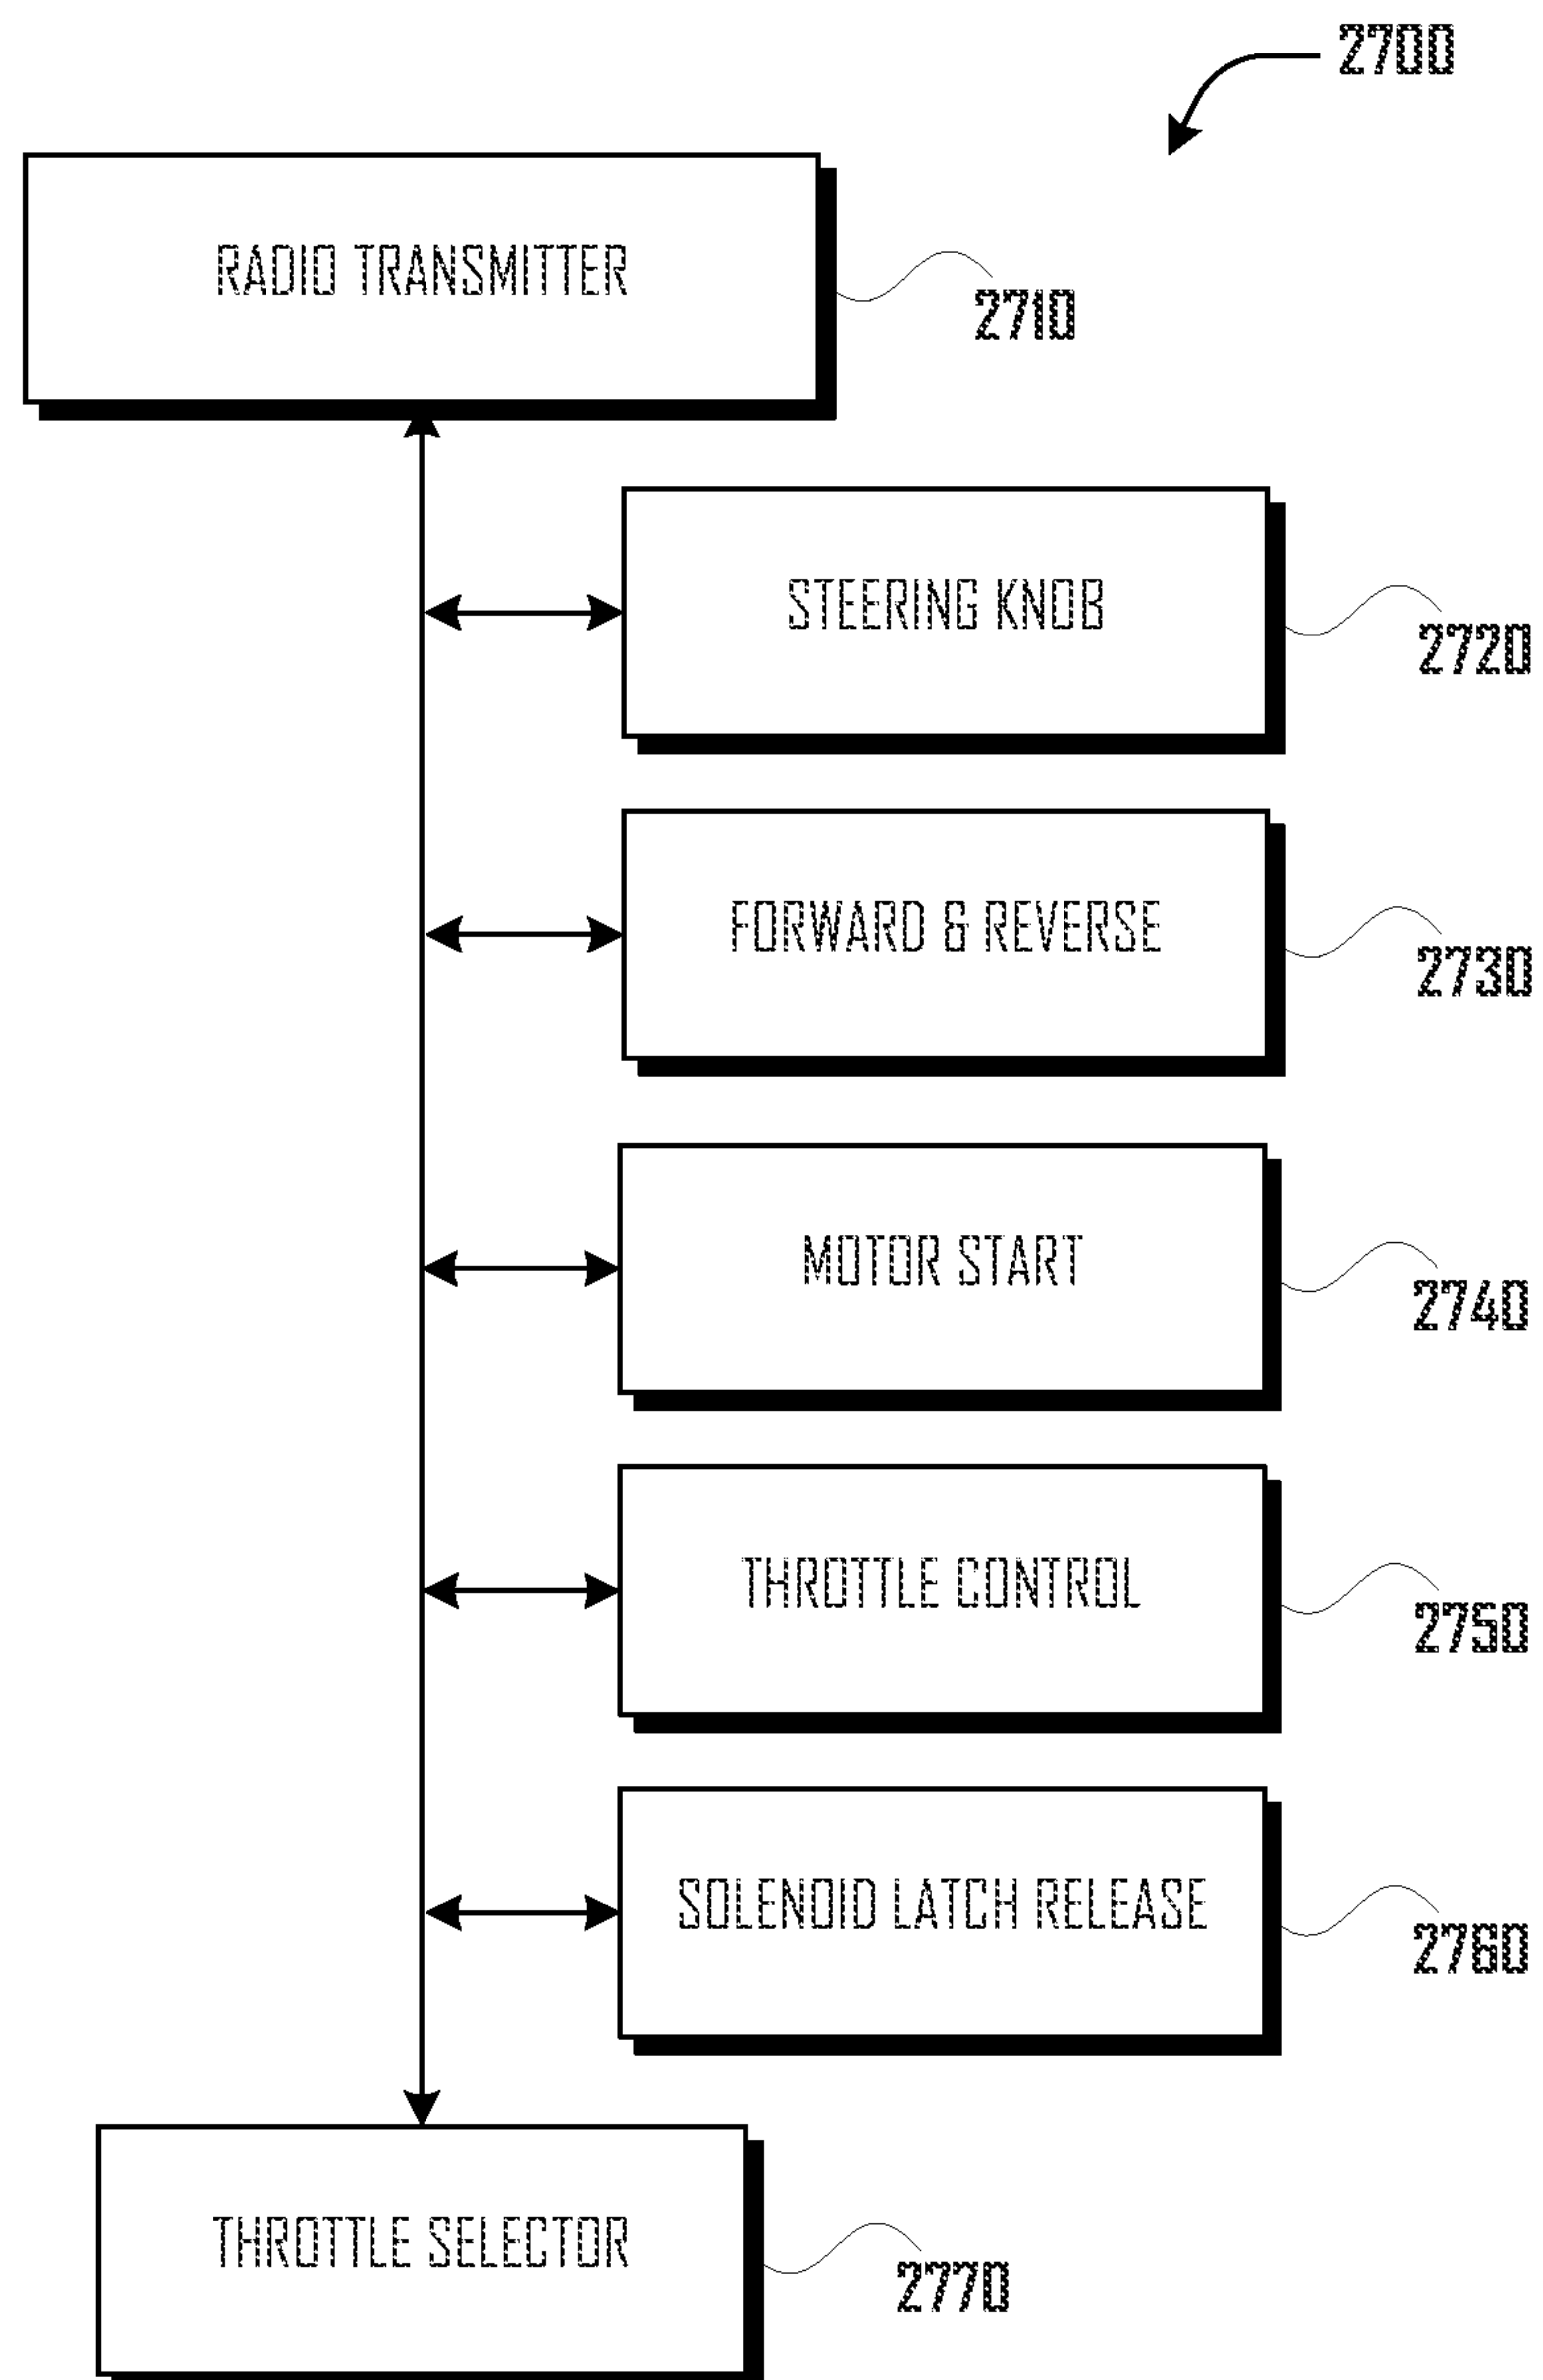 2700
RADIO TRANSMITTER
2710
STEERING KNOB
2720
FORWARD & REVERSE
2730
MOTOR START
2740
THROTTLE CONTROL
2750
SOLENOID LATCH RELEASE
2760
THROTTLE SELECTOR
2770